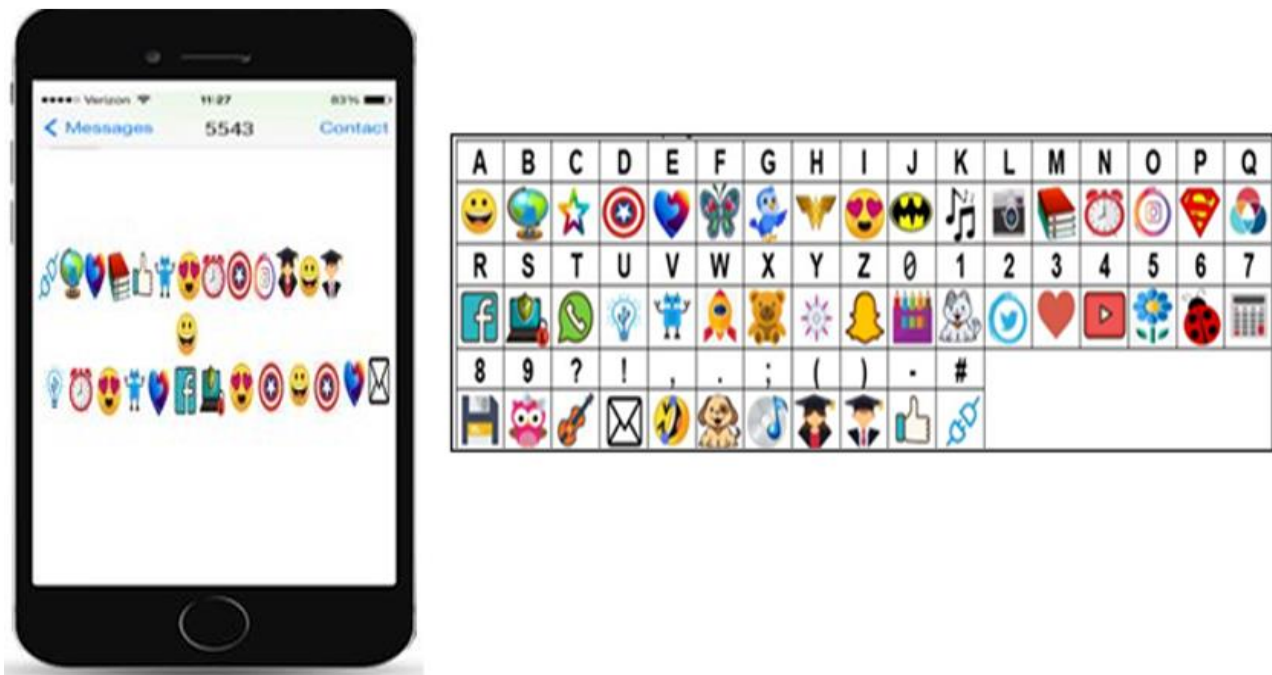 Verizon 11:27 83%
Messages 5543 Contact
A B C D E F G H I J K L M N O P Q
R S T U V W X Y Z 0 1 2 3 4 5 6 7
8 9 ? ! , . ; ( ) - #